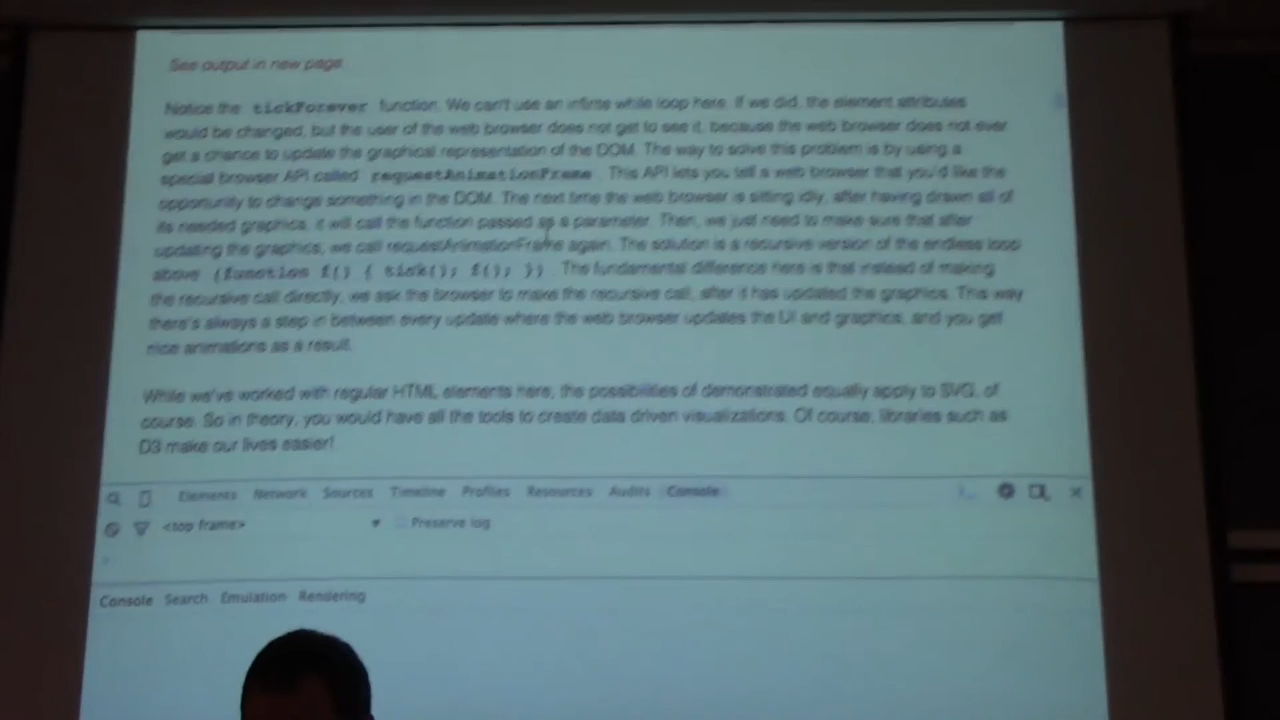 See output in new page.
Notice the tickForever function. We can't use an infinite while loop here. If we did, the element attributes
would be changed, but the user of the web browser does not get to see it, because the web browser does not ever
get a chance to update the graphical representation of the DOM. The way to solve this problem is by using a
special browser API called requestAnimationFrame. This API lets you tell a web browser that you'd like the
opportunity to change something in the DOM. The next time the web browser is sitting idly, after having drawn all of
its needed graphics, it will call the function passed as a parameter. Then, we just need to make sure that after
updating the graphics, we call requestAnimationFrame again. The solution is a recursive version of the endless loop
above (function f() { tick(); f(); }) The fundamental difference here is that instead of making
the recursive call directly, we ask the browser to make the recursive call, after it has updated the graphics. This way
there's always a step in between every update where the web browser updates the UI and graphics, and you get
nice animations as a result.
While we've worked with regular HTML elements here, the possibilities of demonstrated equally apply to SVG, of
course. So in theory, you would have all the tools to create data driven visualizations. Of course, libraries such as
D3 make our lives easier!
Elements Network Sources Timeline Profiles Resources Audits Console
<top frame> Preserve log
Console Search Emulation Rendering